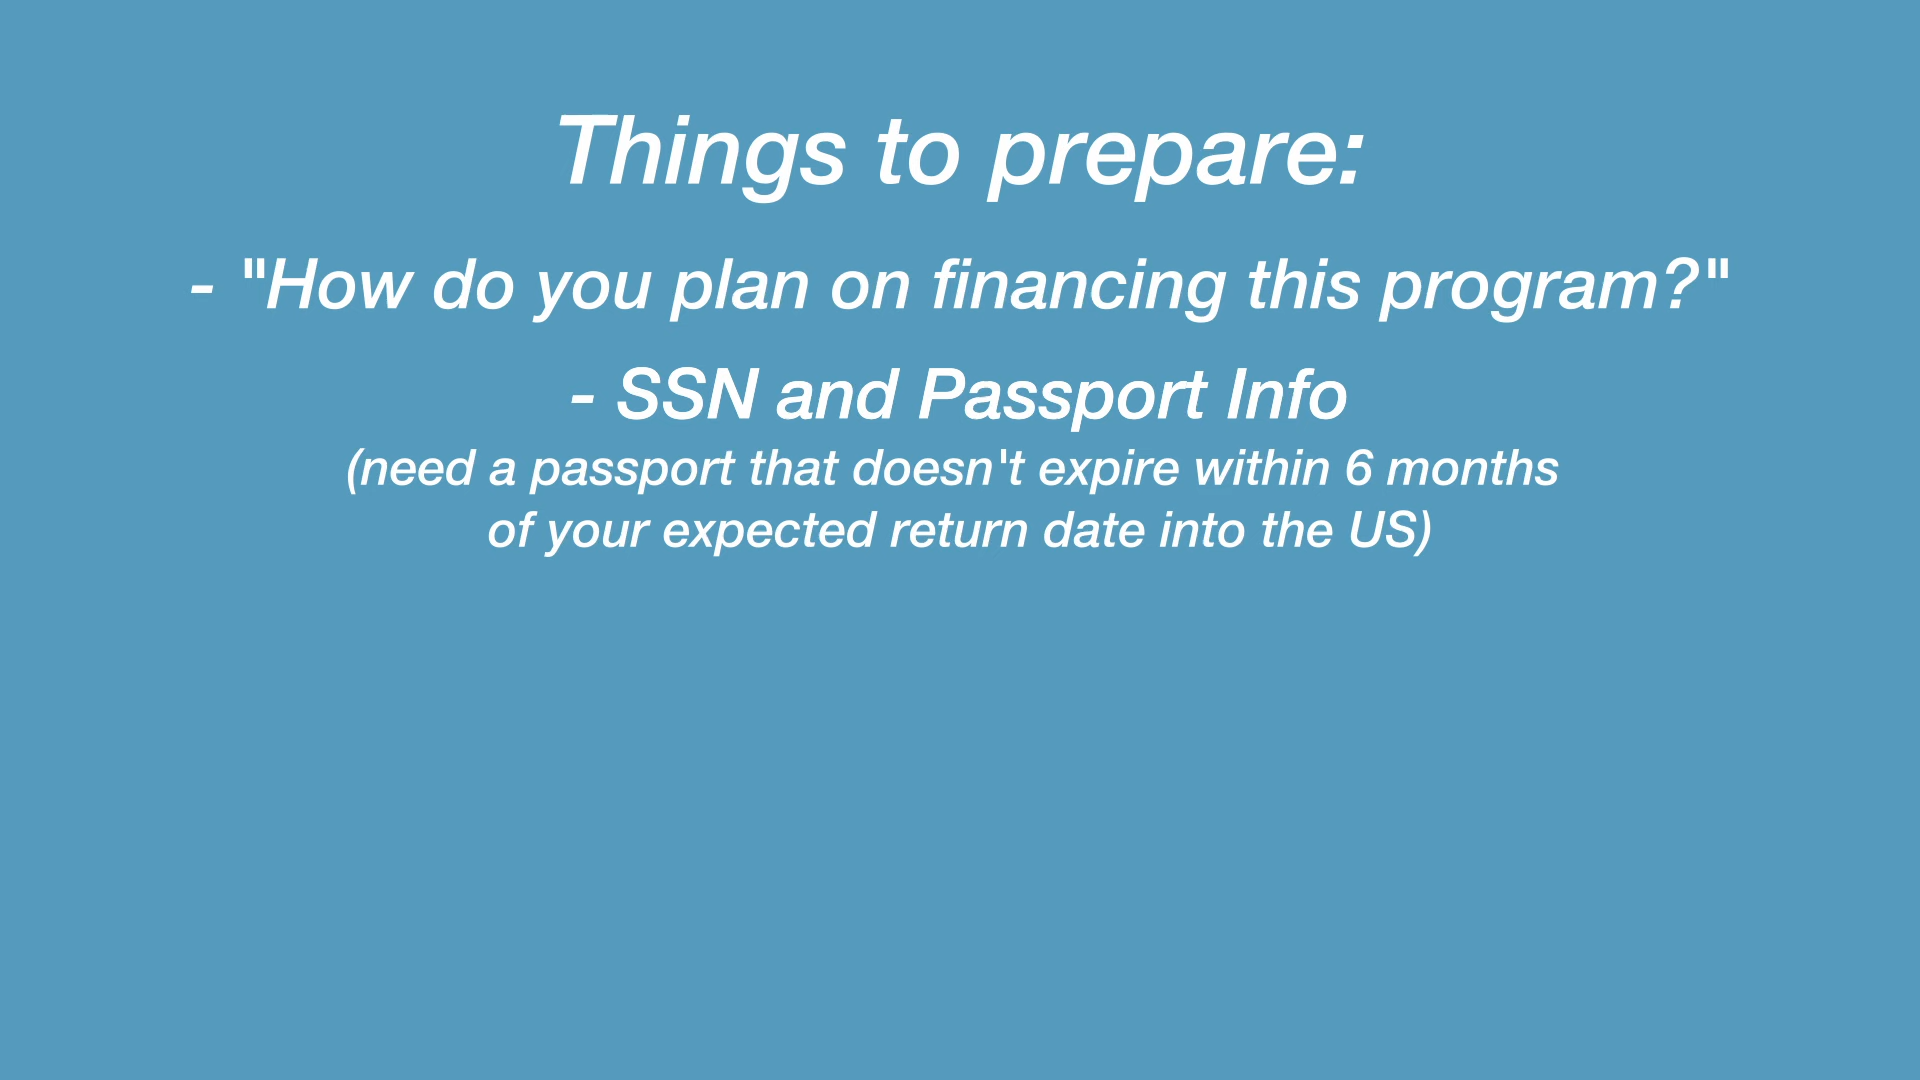 Things to prepare:
- "How do you plan on financing this program?"
- SSN and Passport Info
(need a passport that doesn't expire within 6 months
of your expected return date into the US)